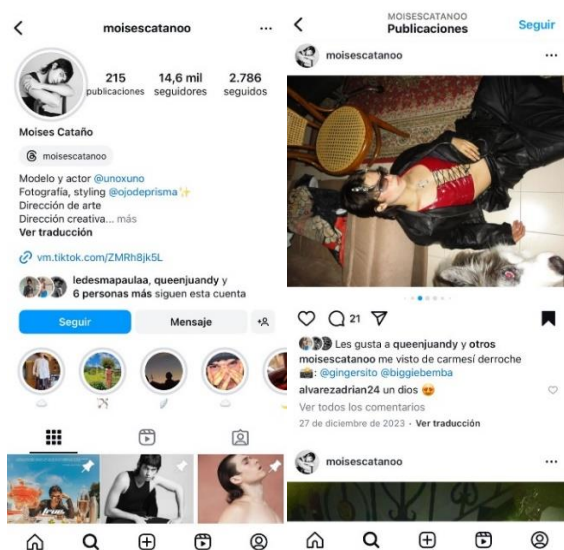 moisescatanoo
215 14,6 mil 2.786
publicaciones seguidores seguidos
Moises Cataño
moisescatanoo
Modelo y actor @unoxuno
Fotografía, styling @ojodeprisma✨
Dirección de arte
Dirección creativa... más
Ver traducción
vm.tiktok.com/ZMRh8jk5L
ledesmapaulaa, queenjuandy y
6 personas más siguen esta cuenta
Seguir Mensaje
true.
MOISESCATANOO
Publicaciones Seguir
moisescatanoo
21
Les gusta a queenjuandy y otros
moisescatanoo me visto de carmesí derroche
📸: @gingersito @biggiebemba
alvarezadrian24 un dios 😍
Ver todos los comentarios
27 de diciembre de 2023 · Ver traducción
moisescatanoo